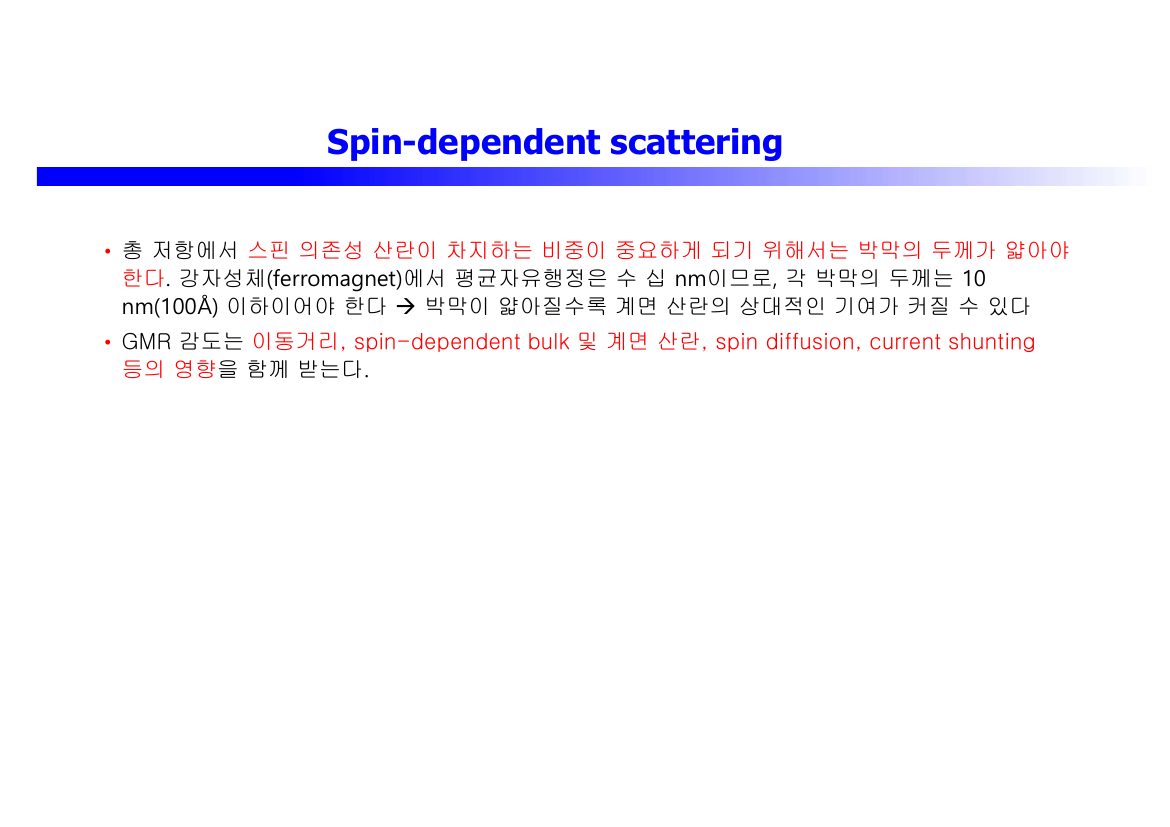 Spin-dependent scattering
• 총 저항에서 스핀 의존성 산란이 차지하는 비중이 중요하게 되기 위해서는 박막의 두께가 얇아야
한다. 강자성체(ferromagnet)에서 평균자유행정은 수 십 nm이므로, 각 박막의 두께는 10
nm(100Å) 이하이어야 한다 → 박막이 얇아질수록 계면 산란의 상대적인 기여가 커질 수 있다
• GMR 감도는 이동거리, spin-dependent bulk 및 계면 산란, spin diffusion, current shunting
등의 영향을 함께 받는다.